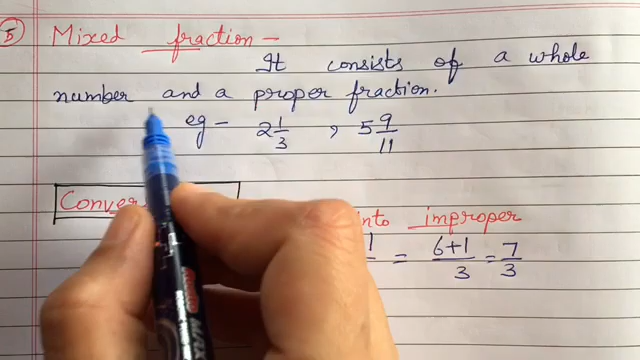 5 Mixed fraction -
It consists of a whole
number and a proper fraction.
eg - 2 1/3 , 5 9/11
into improper
= 6+1/3 = 7/3